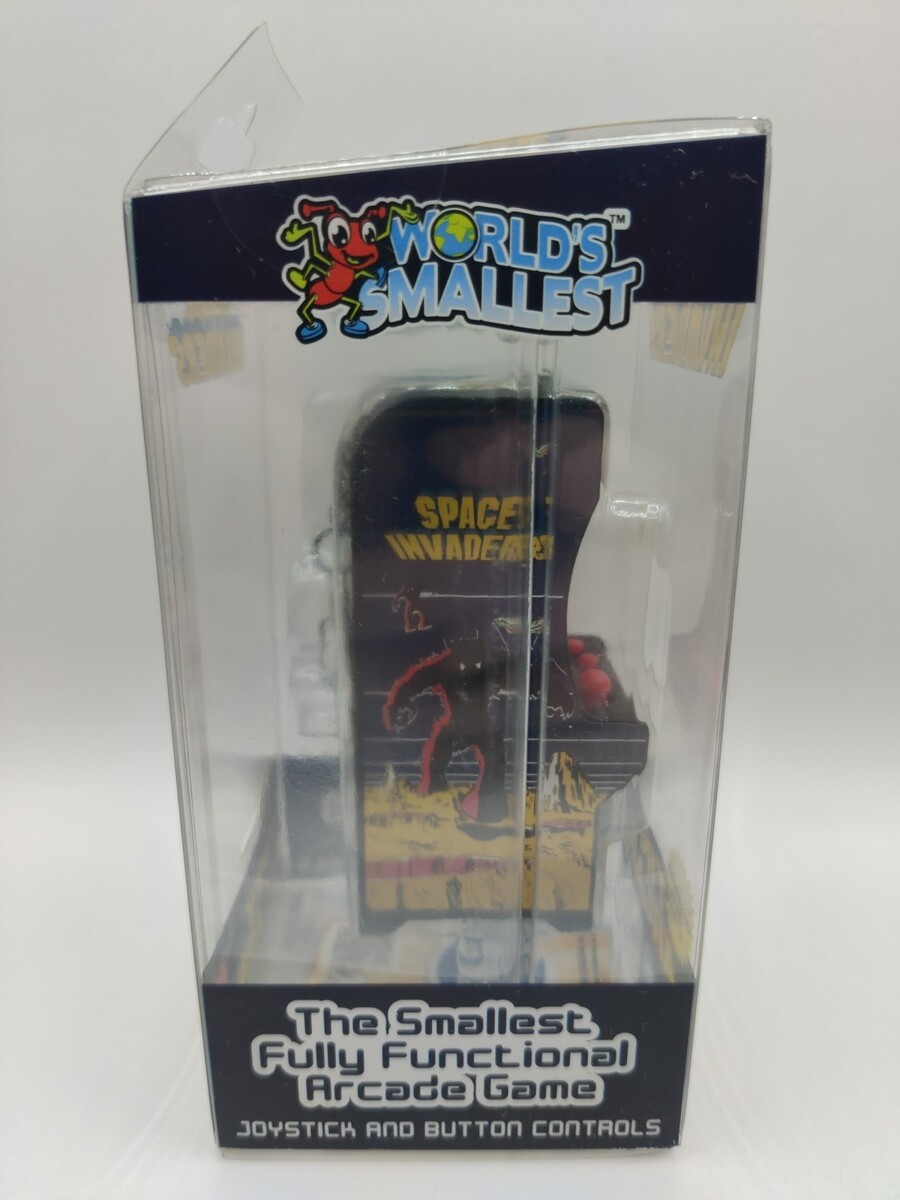 WORLD'S™
SMALLEST
SPACE
INVADERS
The Smallest
Fully Functional
Arcade Game
JOYSTICK AND BUTTON CONTROLS